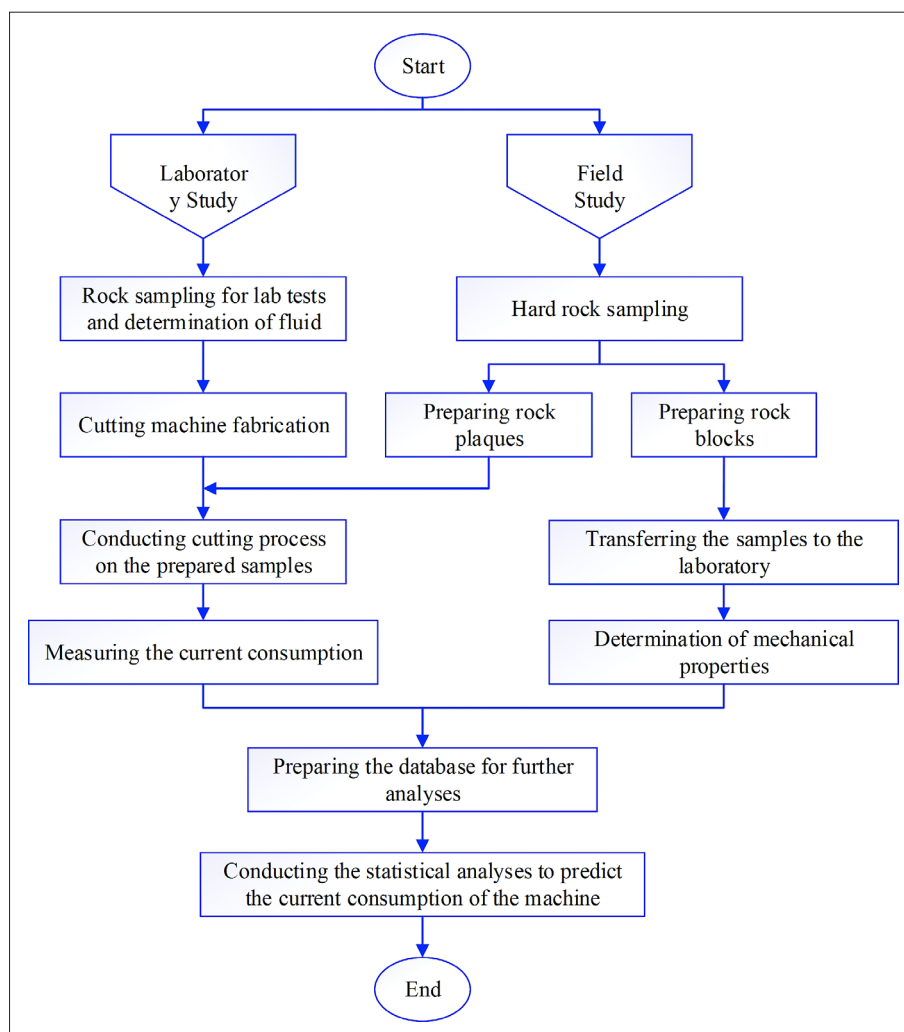 Start
Laborator
y Study
Field
Study
Rock sampling for lab tests
and determination of fluid
Hard rock sampling
Cutting machine fabrication
Preparing rock
plaques
Preparing rock
blocks
Conducting cutting process
on the prepared samples
Transferring the samples to the
laboratory
Measuring the current consumption
Determination of mechanical
properties
Preparing the database for further
analyses
Conducting the statistical analyses to predict
the current consumption of the machine
End